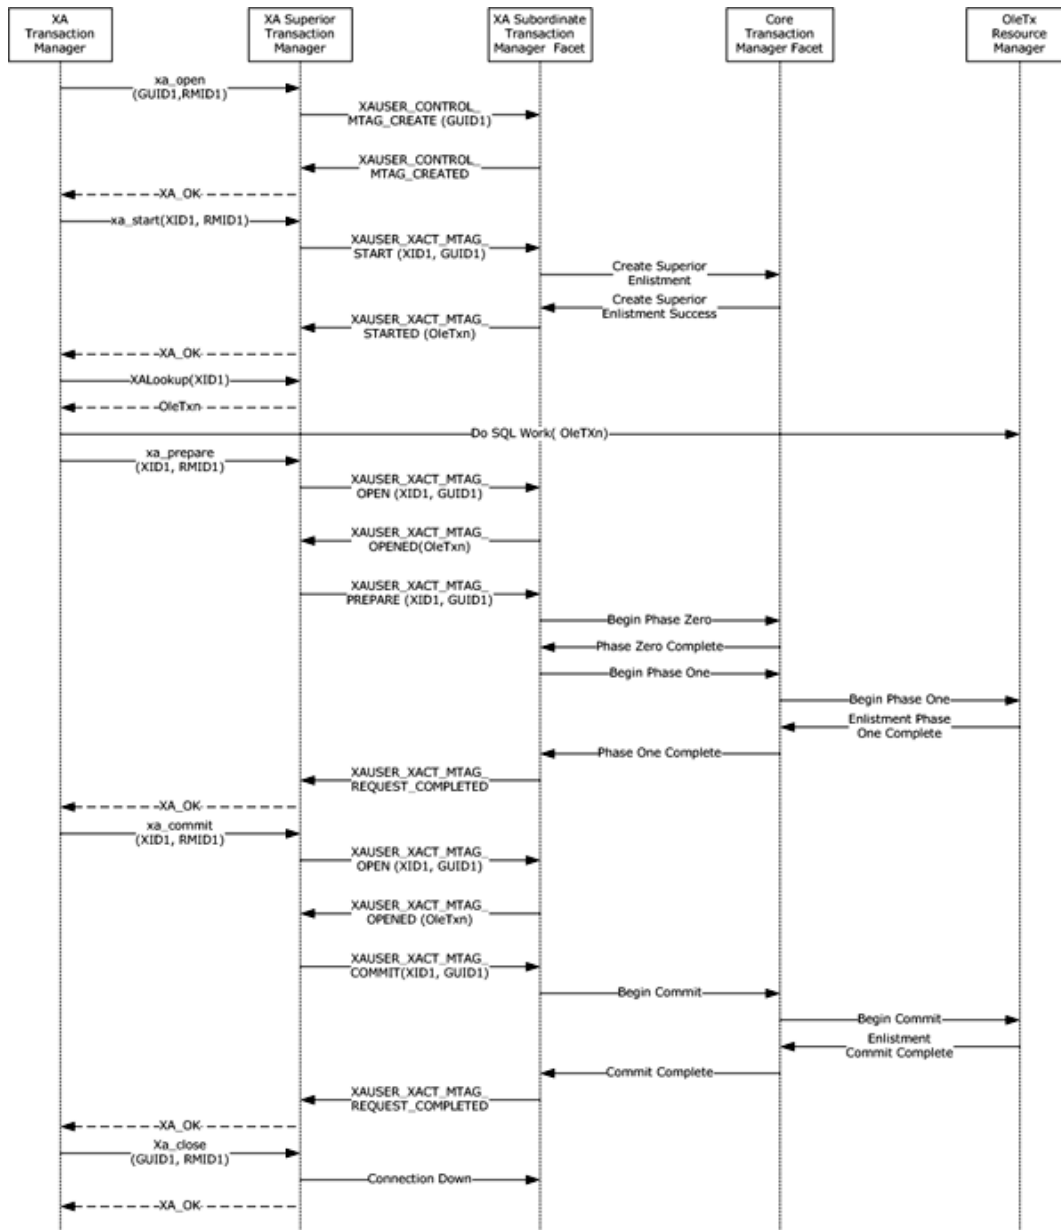 XA
Transaction
Manager
XA Superior
Transaction
Manager
XA Subordinate
Transaction
Manager Facet
Core
Transaction
Manager Facet
OleTx
Resource
Manager
xa_open
(GUID1,RMID1)
XAUSER_CONTROL_
MTAG_CREATE (GUID1)
XAUSER_CONTROL_
MTAG_CREATED
XA_OK
xa_start(XID1, RMID1)
XAUSER_XACT_MTAG_
START (XID1, GUID1)
Create Superior
Enlistment
Create Superior
Enlistment Success
XAUSER_XACT_MTAG_
STARTED (OleTxn)
XA_OK
XALookup(XID1)
OleTxn
Do SQL Work( OleTXn)
xa_prepare
(XID1, RMID1)
XAUSER_XACT_MTAG_
OPEN (XID1, GUID1)
XAUSER_XACT_MTAG_
OPENED(OleTxn)
XAUSER_XACT_MTAG_
PREPARE (XID1, GUID1)
Begin Phase Zero
Phase Zero Complete
Begin Phase One
Begin Phase One
Enlistment Phase
One Complete
Phase One Complete
XAUSER_XACT_MTAG_
REQUEST_COMPLETED
XA_OK
xa_commit
(XID1, RMID1)
XAUSER_XACT_MTAG_
OPEN (XID1, GUID1)
XAUSER_XACT_MTAG_
OPENED (OleTxn)
XAUSER_XACT_MTAG_
COMMIT(XID1, GUID1)
Begin Commit
Begin Commit
Enlistment
Commit Complete
Commit Complete
XAUSER_XACT_MTAG_
REQUEST_COMPLETED
XA_OK
Xa_close
(GUID1, RMID1)
Connection Down
XA_OK